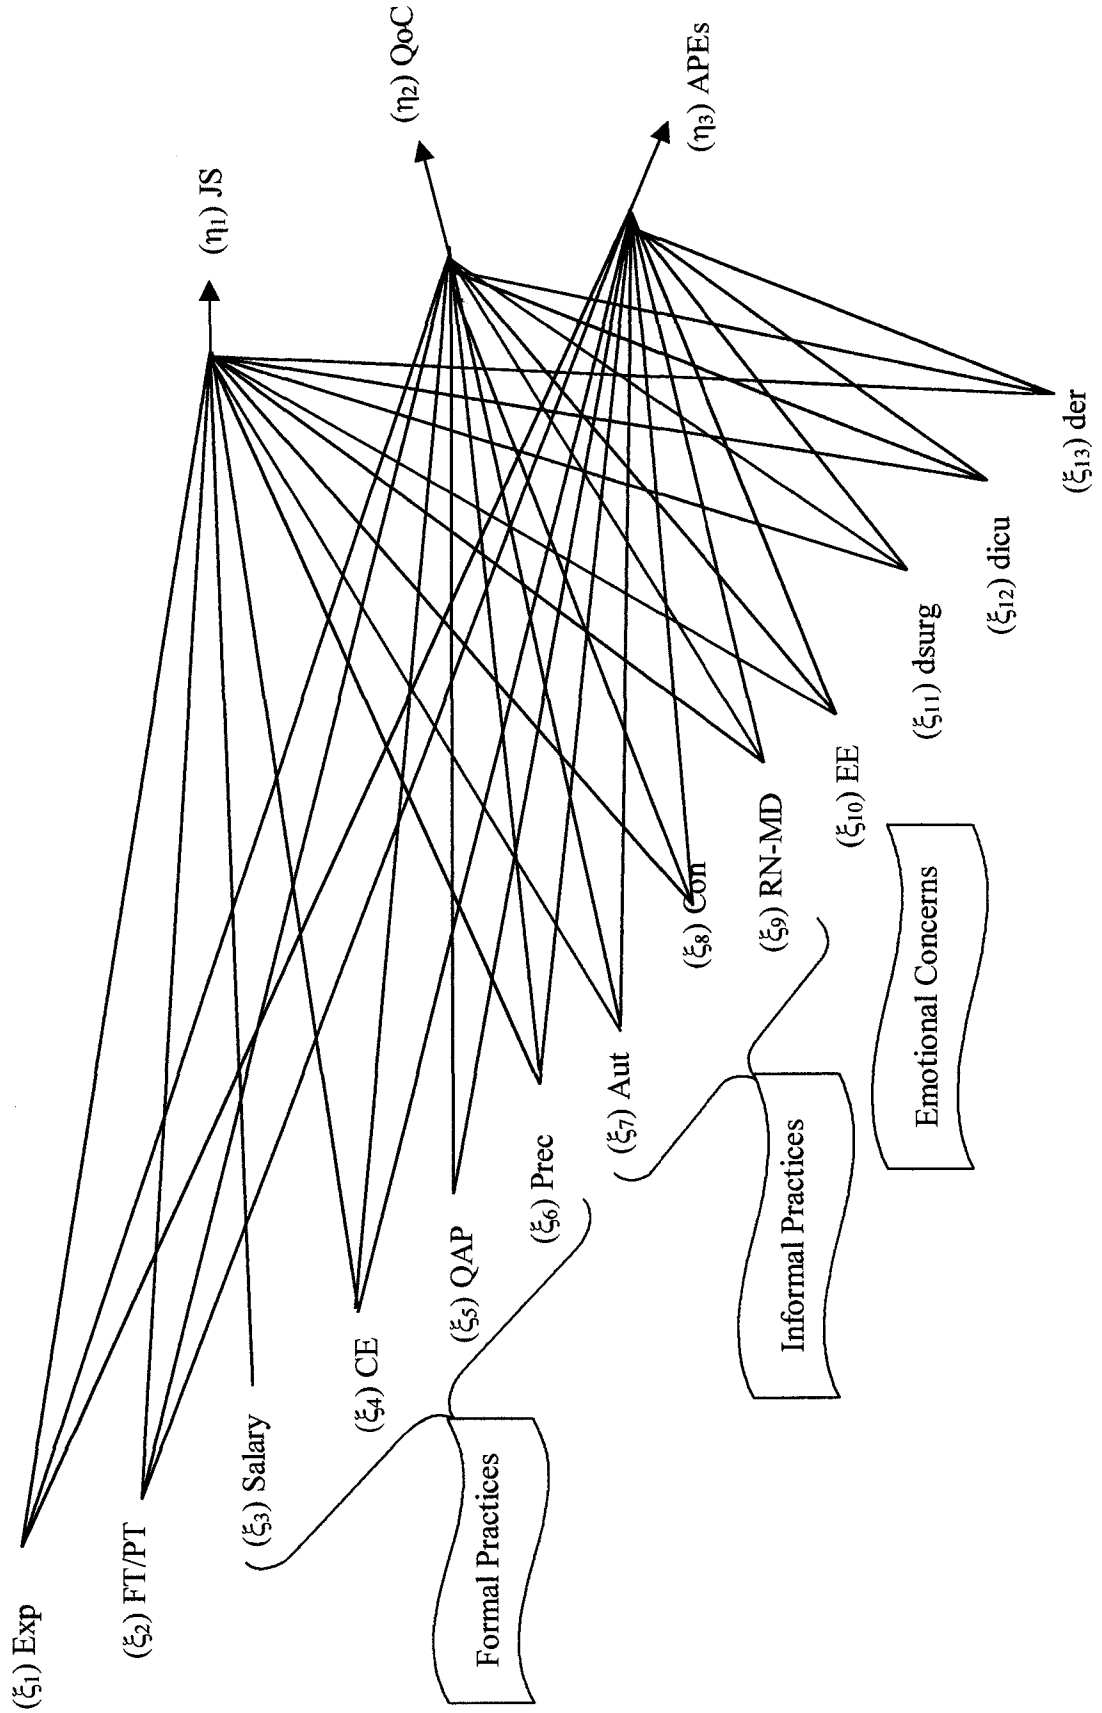 (ξ1) Exp
(ξ2) FT/PT
(ξ3) Salary
(ξ4) CE
(ξ5) QAP
(ξ6) Prec
(ξ7) Aut
(ξ8) Con
(ξ9) RN-MD
(ξ10) EE
(ξ11) dsurg
(ξ12) dicu
(ξ13) der
Formal Practices
Informal Practices
Emotional Concerns
(η1) JS
(η2) QoC
(η3) APEs